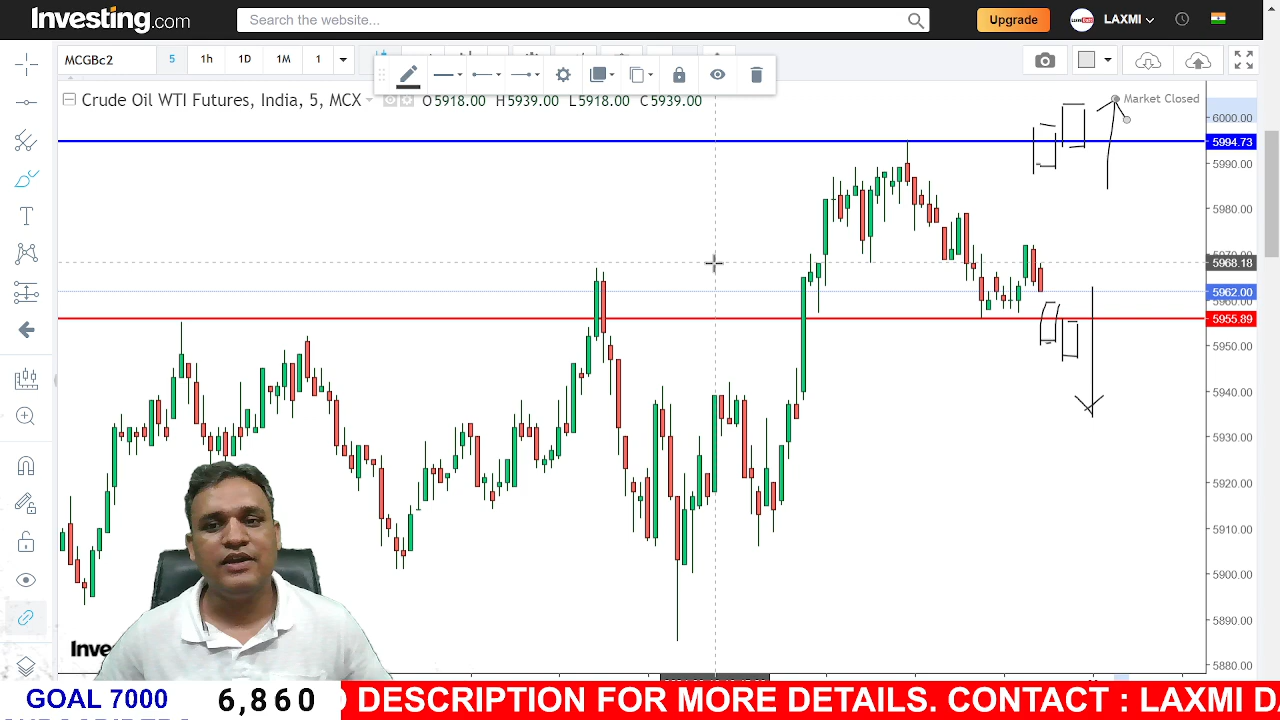 Investing.com
Search the website...
Upgrade
LAXMI
MCGBc2
5
1h
1D
1M
1
Crude Oil WTI Futures, India, 5, MCX
O5918.00 H5939.00 L5918.00 C5939.00
Market Closed
6000.00
5994.73
5990.00
5980.00
5968.18
5962.00
5960.00
5955.89
5950.00
5940.00
5930.00
5920.00
5910.00
5900.00
5890.00
5880.00
Inve
GOAL 7000
6,860
DESCRIPTION FOR MORE DETAILS. CONTACT : LAXMI D